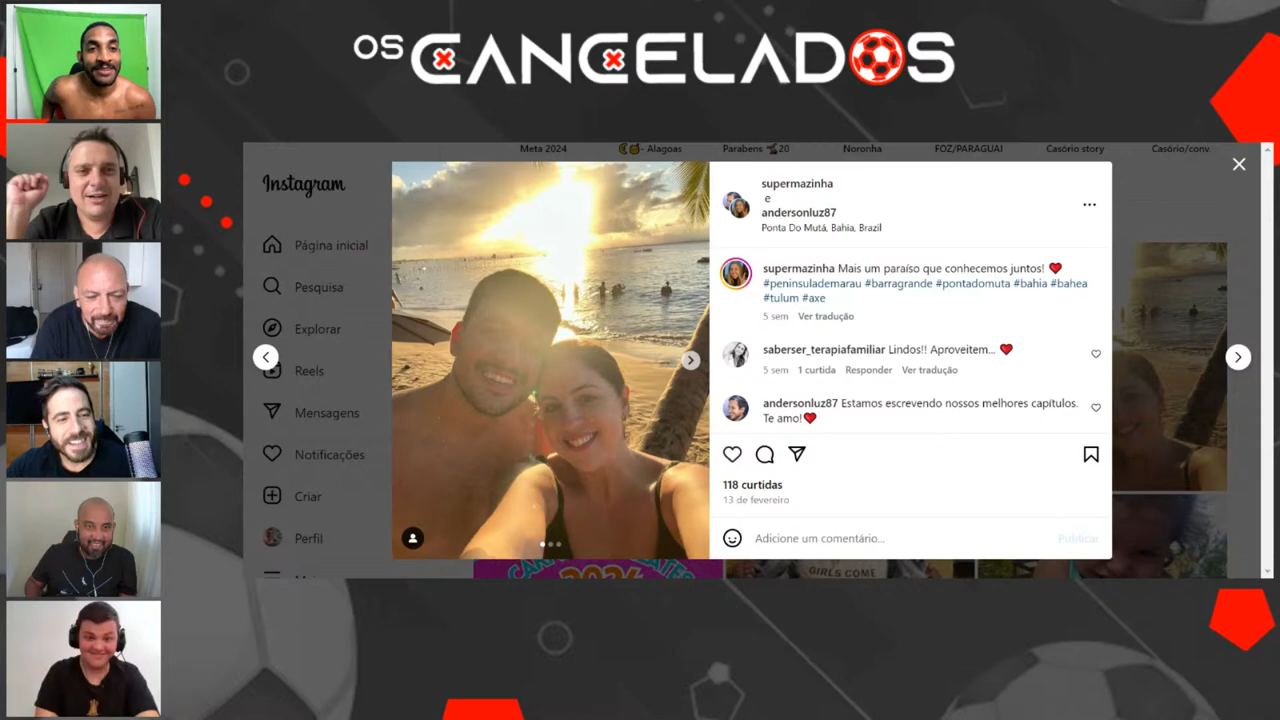 OS CANCELADOS
Meta 2024
- Alagoas
Parabens 20
Noronha
FOZ/PARAGUAI
Casório story
Casório/conv.
Instagram
Página inicial
Pesquisa
Explorar
Reels
Mensagens
Notificações
Criar
Perfil
supermazinha
e
andersonluz87
Ponta Do Mutá, Bahia, Brazil
supermazinha Mais um paraíso que conhecemos juntos! ❤️
#peninsulademarau #barragrande #pontadomuta #bahia #bahea
#tulum #axe
5 sem Ver tradução
saberser_terapiafamiliar Lindos!! Aproveitem... ❤️
5 sem 1 curtida Responder Ver tradução
andersonluz87 Estamos escrevendo nossos melhores capítulos.
Te amo!❤️
118 curtidas
13 de fevereiro
Adicione um comentário...
Publicar
2024
GIRLS COME